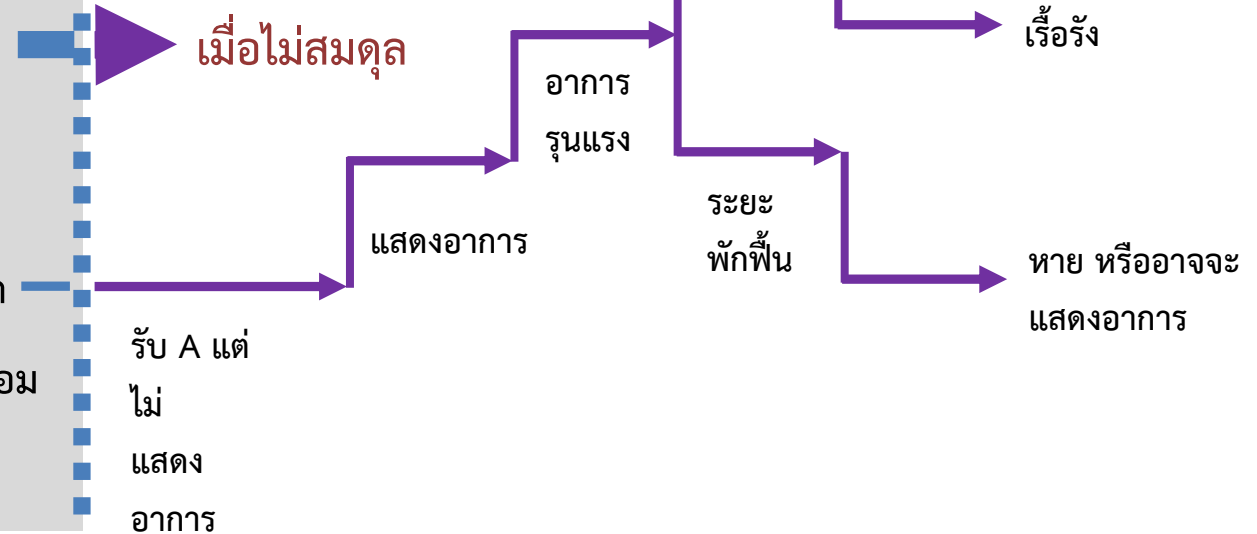 เมื่อไม่สมดุล
เรื้อรัง
อาการ
รุนแรง
แสดงอาการ
ระยะ
พักฟื้น
หาย หรืออาจจะ
แสดงอาการ
รับ A แต่
ไม่
แสดง
อาการ